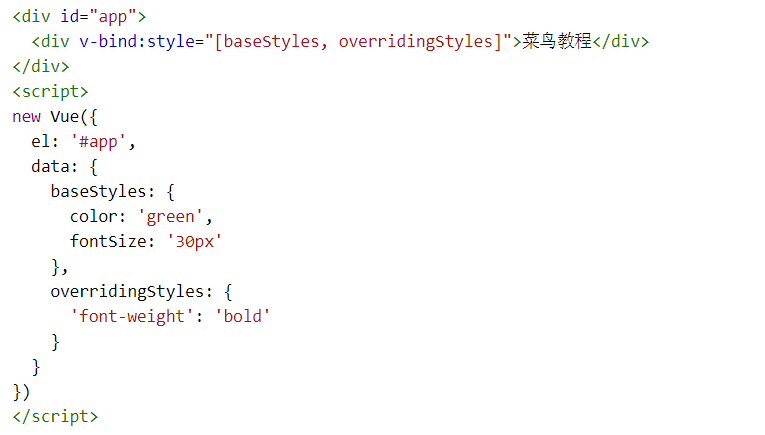 <div id="app">
  <div v-bind:style="[baseStyles, overridingStyles]">菜鸟教程</div>
</div>
<script>
new Vue({
  el: '#app',
  data: {
    baseStyles: {
      color: 'green',
      fontSize: '30px'
    },
    overridingStyles: {
      'font-weight': 'bold'
    }
  }
})
</script>